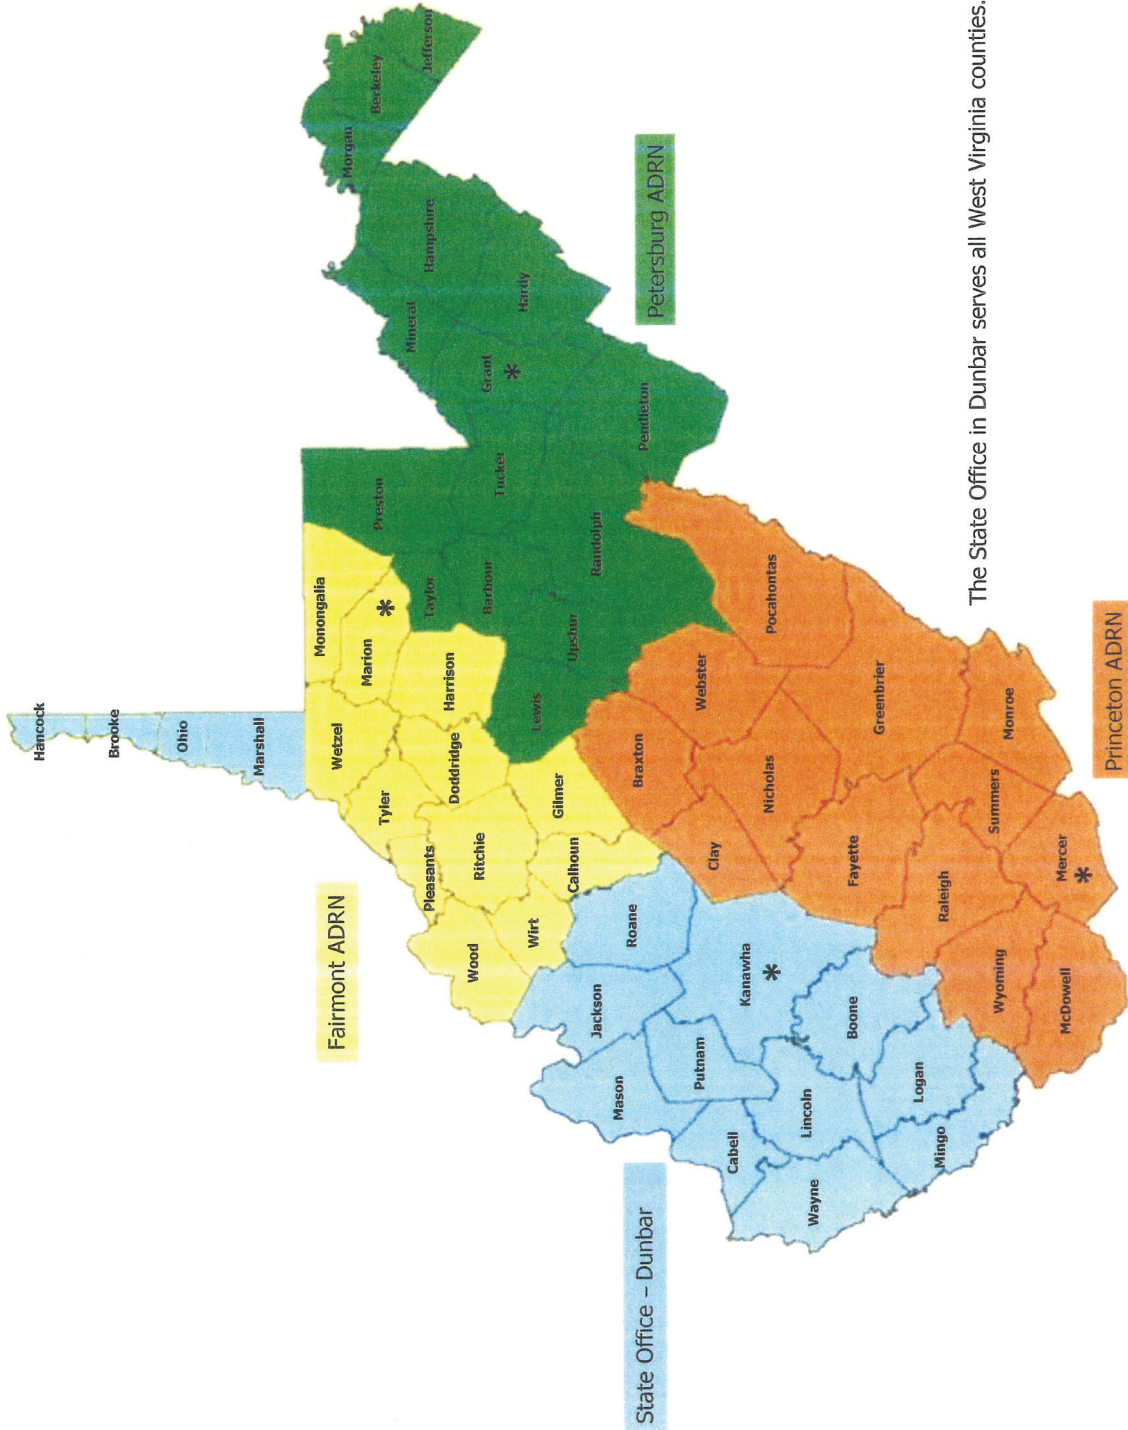 Hancock
Brooke
Ohio
Marshall
Fairmont ADRN
Wetzel
Monongalia
Marion
Tyler
Pleasants
Doddridge
Harrison
Wood
Ritchie
Wirt
Calhoun
Gilmer
Preston
Taylor
Barbour
Tucker
Lewis
Upshur
Randolph
Mineral
Grant
Hampshire
Hardy
Pendleton
Morgan
Berkeley
Jefferson
Petersburg ADRN
State Office – Dunbar
Mason
Jackson
Roane
Putnam
Kanawha
Cabell
Wayne
Lincoln
Boone
Logan
Mingo
Braxton
Webster
Clay
Nicholas
Pocahontas
Fayette
Greenbrier
Raleigh
Summers
Monroe
Wyoming
McDowell
Mercer
Princeton ADRN
The State Office in Dunbar serves all West Virginia counties.